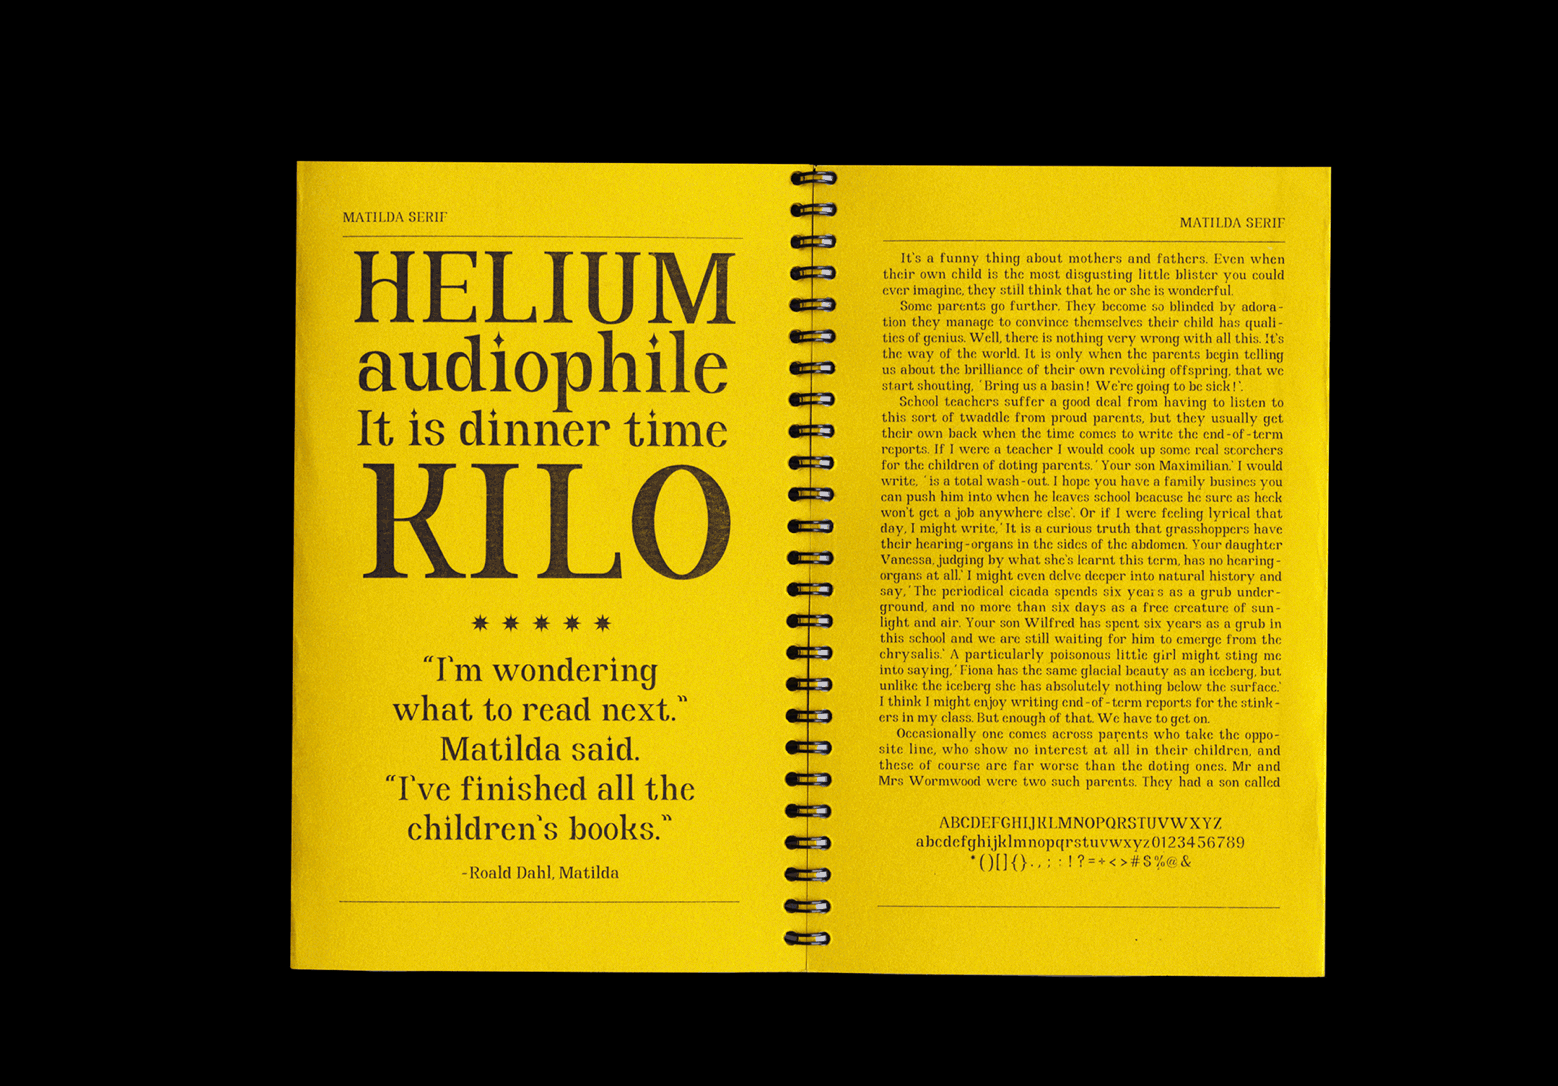 MATILDA SERIF
HELIUM
audiophile
It is dinner time
KILO
“I'm wondering
what to read next.”
Matilda said.
“I've finished all the
children's books.”
-Roald Dahl, Matilda
MATILDA SERIF
It's a funny thing about mothers and fathers. Even when
their own child is the most disgusting little blister you could
ever imagine, they still think that he or she is wonderful.
Some parents go further. They become so blinded by adora-
tion they manage to convince themselves their child has quali-
ties of genius. Well, there is nothing very wrong with all this. It's
the way of the world. It is only when the parents begin telling
us about the brilliance of their own revolting offspring, that we
start shouting, 'Bring us a basin! We're going to be sick!'.
School teachers suffer a good deal from having to listen to
this sort of twaddle from proud parents, but they usually get
their own back when the time comes to write the end-of-term
reports. If I were a teacher I would cook up some real scorchers
for the children of doting parents. 'Your son Maximilian.' I would
write, 'is a total wash-out. I hope you have a family busines you
can push him into when he leaves school beacuse he sure as heck
won't get a job anywhere else'. Or if I were feeling lyrical that
day, I might write, 'It is a curious truth that grasshoppers have
their hearing-organs in the sides of the abdomen. Your daughter
Vanessa, judging by what she's learnt this term, has no hearing-
organs at all.' I might even delve deeper into natural history and
say, 'The periodical cicada spends six years as a grub under-
ground, and no more than six days as a free creature of sun-
light and air. Your son Wilfred has spent six years as a grub in
this school and we are still waiting for him to emerge from the
chrysalis.' A particularly poisonous little girl might sting me
into saying, 'Fiona has the same glacial beauty as an iceberg, but
unlike the iceberg she has absolutely nothing below the surface.'
I think I might enjoy writing end-of-term reports for the stink-
ers in my class. But enough of that. We have to get on.
Occasionally one comes across parents who take the oppo-
site line, who show no interest at all in their children, and
these of course are far worse than the doting ones. Mr and
Mrs Wormwood were two such parents. They had a son called
ABCDEFGHIJKLMNOPQRSTUVWXYZ
abcdefghijklmnopqrstuvwxyz0123456789
*()[]{}.,;:!?=+<>#$%@&